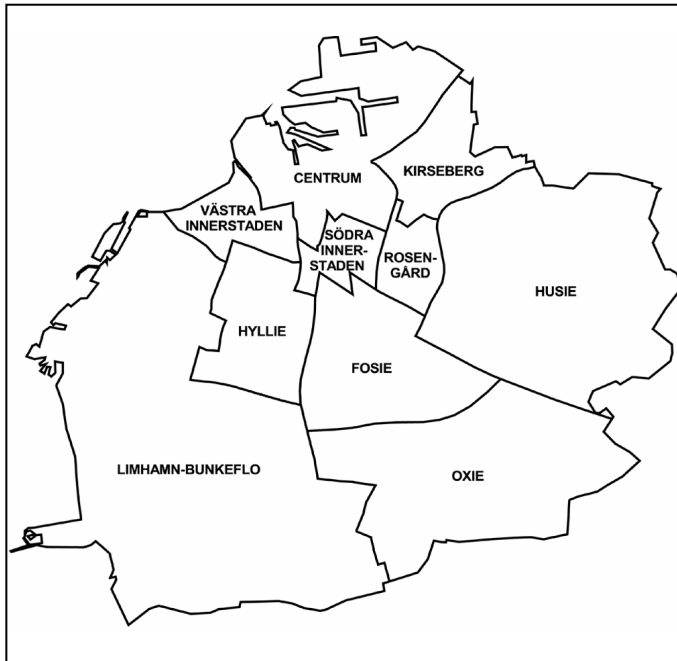 CENTRUM
KIRSEBERG
VÄSTRA
INNERSTADEN
SÖDRA
INNER-
STADEN
ROSEN-
GÅRD
HUSIE
HYLLIE
FOSIE
LIMHAMN-BUNKEFLO
OXIE